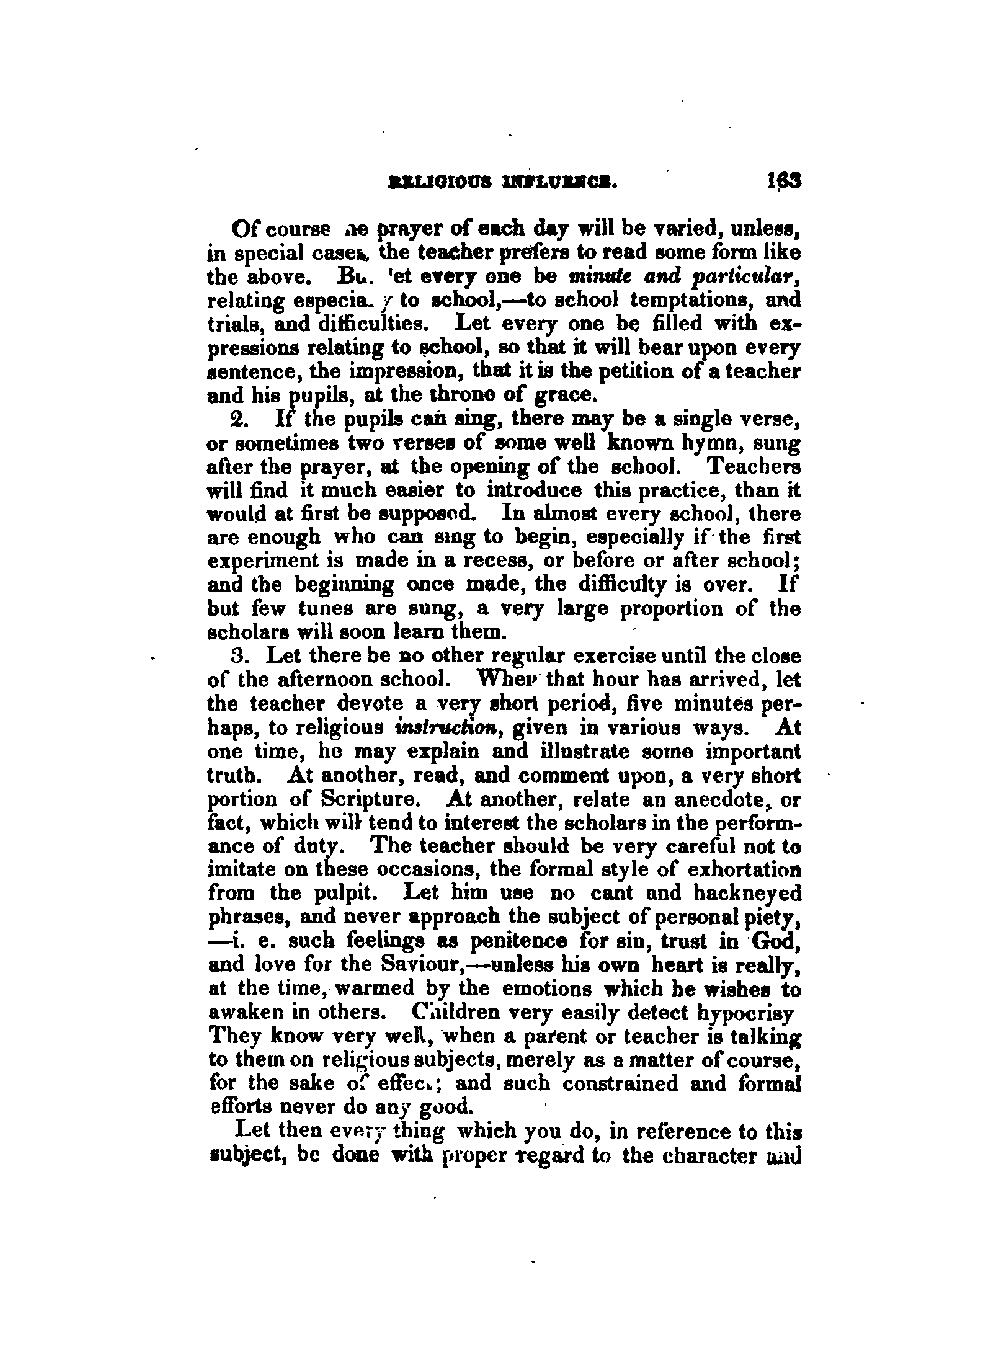 RELIGIOUS INFLUENCE. 163
Of course prayer of each day will be varied, unless,
in special cases, the teacher prefers to read some form like
the above. But let every one be minute and particular,
relating especially to school,—to school temptations, and
trials, and difficulties. Let every one be filled with ex-
pressions relating to school, so that it will bear upon every
sentence, the impression, that it is the petition of a teacher
and his pupils, at the throne of grace.
2. If the pupils can sing, there may be a single verse,
or sometimes two verses of some well known hymn, sung
after the prayer, at the opening of the school. Teachers
will find it much easier to introduce this practice, than it
would at first be supposed. In almost every school, there
are enough who can sing to begin, especially if the first
experiment is made in a recess, or before or after school;
and the beginning once made, the difficulty is over. If
but few tunes are sung, a very large proportion of the
scholars will soon learn them.
3. Let there be no other regular exercise until the close
of the afternoon school. When that hour has arrived, let
the teacher devote a very short period, five minutes per-
haps, to religious instruction, given in various ways. At
one time, he may explain and illustrate some important
truth. At another, read, and comment upon, a very short
portion of Scripture. At another, relate an anecdote, or
fact, which will tend to interest the scholars in the perform-
ance of duty. The teacher should be very careful not to
imitate on these occasions, the formal style of exhortation
from the pulpit. Let him use no cant and hackneyed
phrases, and never approach the subject of personal piety,
—i. e. such feelings as penitence for sin, trust in God,
and love for the Saviour,—unless his own heart is really,
at the time, warmed by the emotions which he wishes to
awaken in others. Children very easily detect hypocrisy
They know very well, when a parent or teacher is talking
to them on religious subjects, merely as a matter of course,
for the sake of effect; and such constrained and formal
efforts never do any good.
Let then every thing which you do, in reference to this
subject, be done with proper regard to the character and